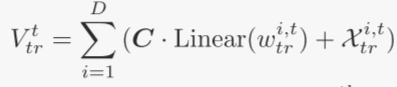 $V_{tr}^{t} = \sum_{i=1}^{D} (\boldsymbol{C} \cdot \text{Linear}(w_{tr}^{i,t}) + \mathcal{X}_{tr}^{i,t})$